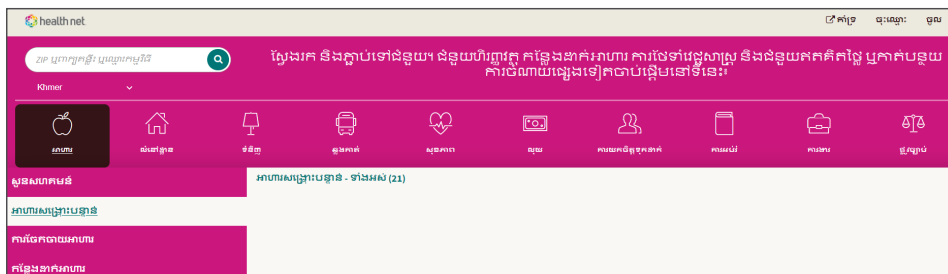 health net
គាំទ្រ ចុះឈ្មោះ ចូល
ZIP ឬពាក្យគន្លឹះ ឬឈ្មោះកម្មវិធី
ស្វែងរក និងភ្ជាប់ទៅជំនួយ។ ជំនួយហិរញ្ញវត្ថុ កន្លែងដាក់អាហារ ការថែទាំវេជ្ជសាស្ត្រ និងជំនួយឥតគិតថ្លៃ ឬកាត់បន្ថយ
ការចំណាយផ្សេងទៀតចាប់ផ្តើមនៅទីនេះ៖
Khmer
អាហារ លំនៅដ្ឋាន ទំនិញ ឆ្លងកាត់ សុខភាព លុយ ការយកចិត្តទុកដាក់ ការអប់រំ ការងារ ផ្លូវច្បាប់
សួនសហគមន៍
អាហារសង្គ្រោះបន្ទាន់ - ទាំងអស់ (21)
អាហារសង្គ្រោះបន្ទាន់
ការចែកចាយអាហារ
កន្លែងដាក់អាហារ